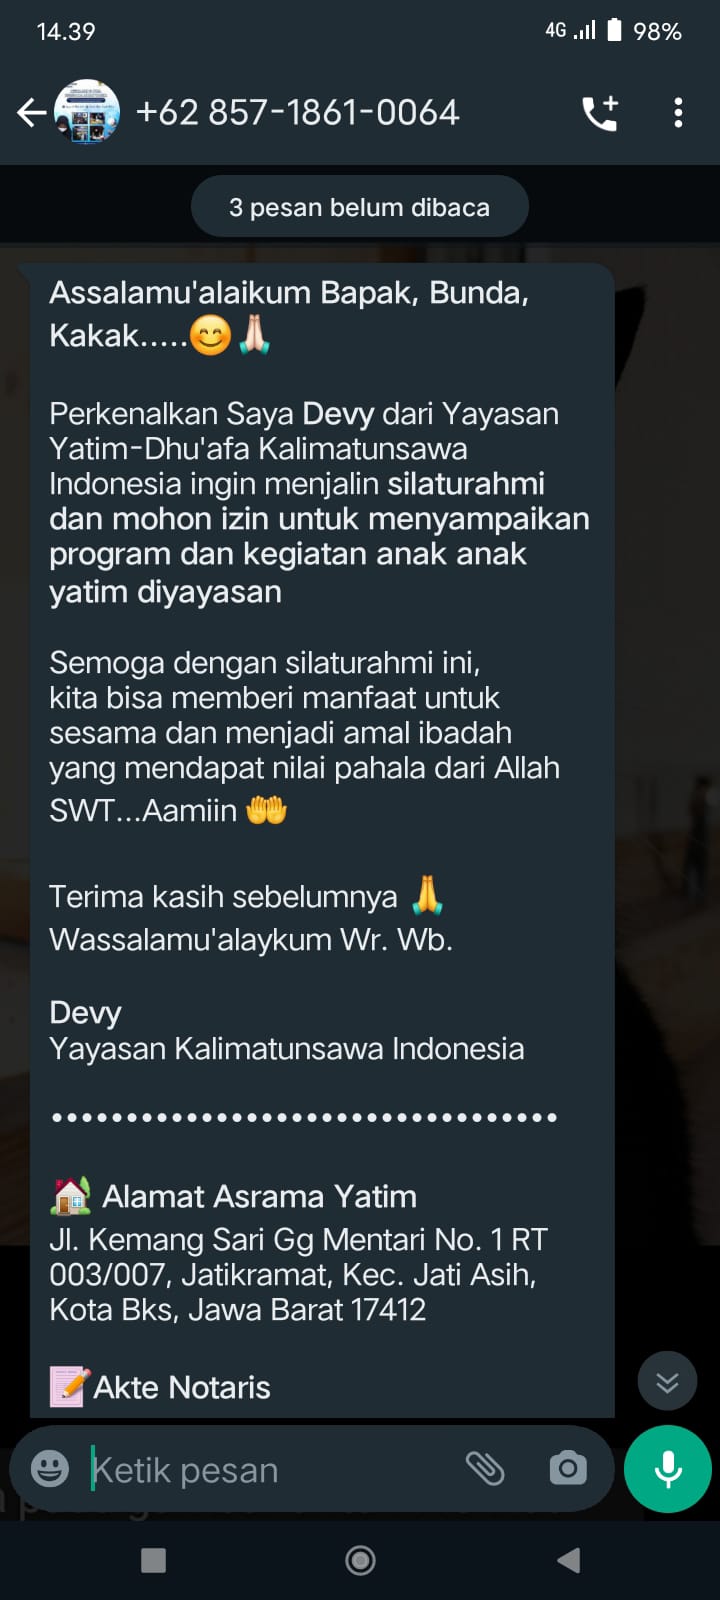 14.39
4G 98%
+62 857-1861-0064
3 pesan belum dibaca
Assalamu'alaikum Bapak, Bunda,
Kakak.....😊🙏🏻
Perkenalkan Saya Devy dari Yayasan
Yatim-Dhu'afa Kalimatunsawa
Indonesia ingin menjalin silaturahmi
dan mohon izin untuk menyampaikan
program dan kegiatan anak anak
yatim diyayasan
Semoga dengan silaturahmi ini,
kita bisa memberi manfaat untuk
sesama dan menjadi amal ibadah
yang mendapat nilai pahala dari Allah
SWT...Aamiin 🤲
Terima kasih sebelumnya 🙏
Wassalamu'alaykum Wr. Wb.
Devy
Yayasan Kalimatunsawa Indonesia
••••••••••••••••••••••••••••••••••
🏡 Alamat Asrama Yatim
Jl. Kemang Sari Gg Mentari No. 1 RT
003/007, Jatikramat, Kec. Jati Asih,
Kota Bks, Jawa Barat 17412
📝Akte Notaris
Ketik pesan